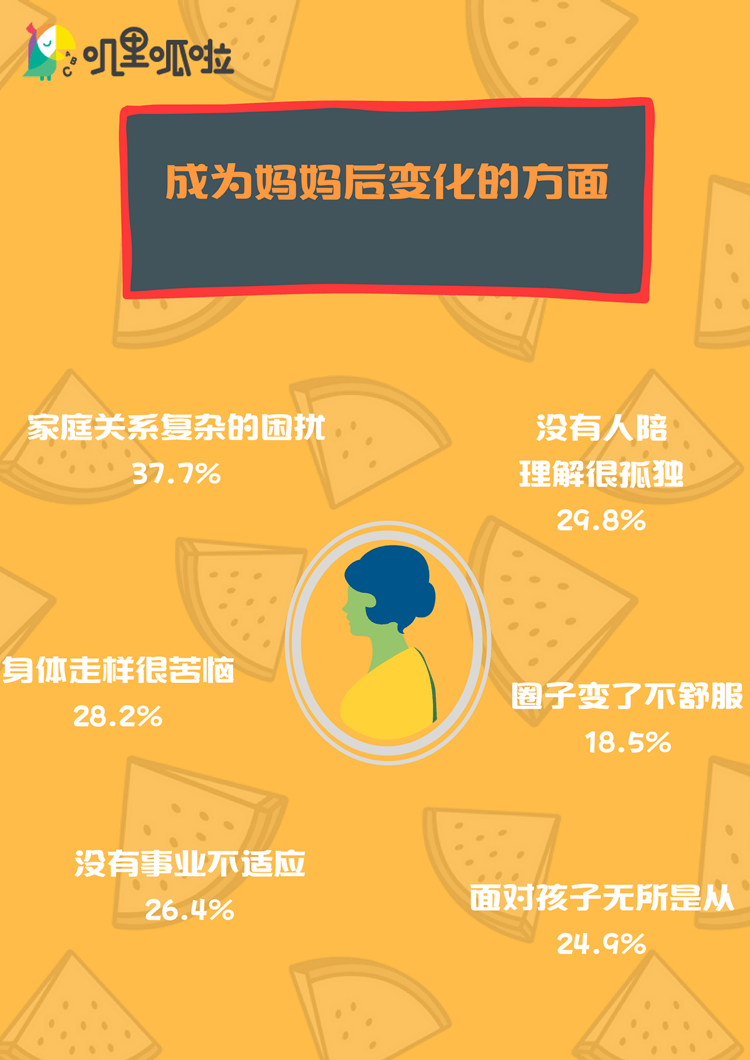 ABC
叽里呱啦
成为妈妈后变化的方面
家庭关系复杂的困扰
37.7%
没有人陪
理解很孤独
29.8%
身体走样很苦恼
28.2%
圈子变了不舒服
18.5%
没有事业不适应
26.4%
面对孩子无所是从
24.9%